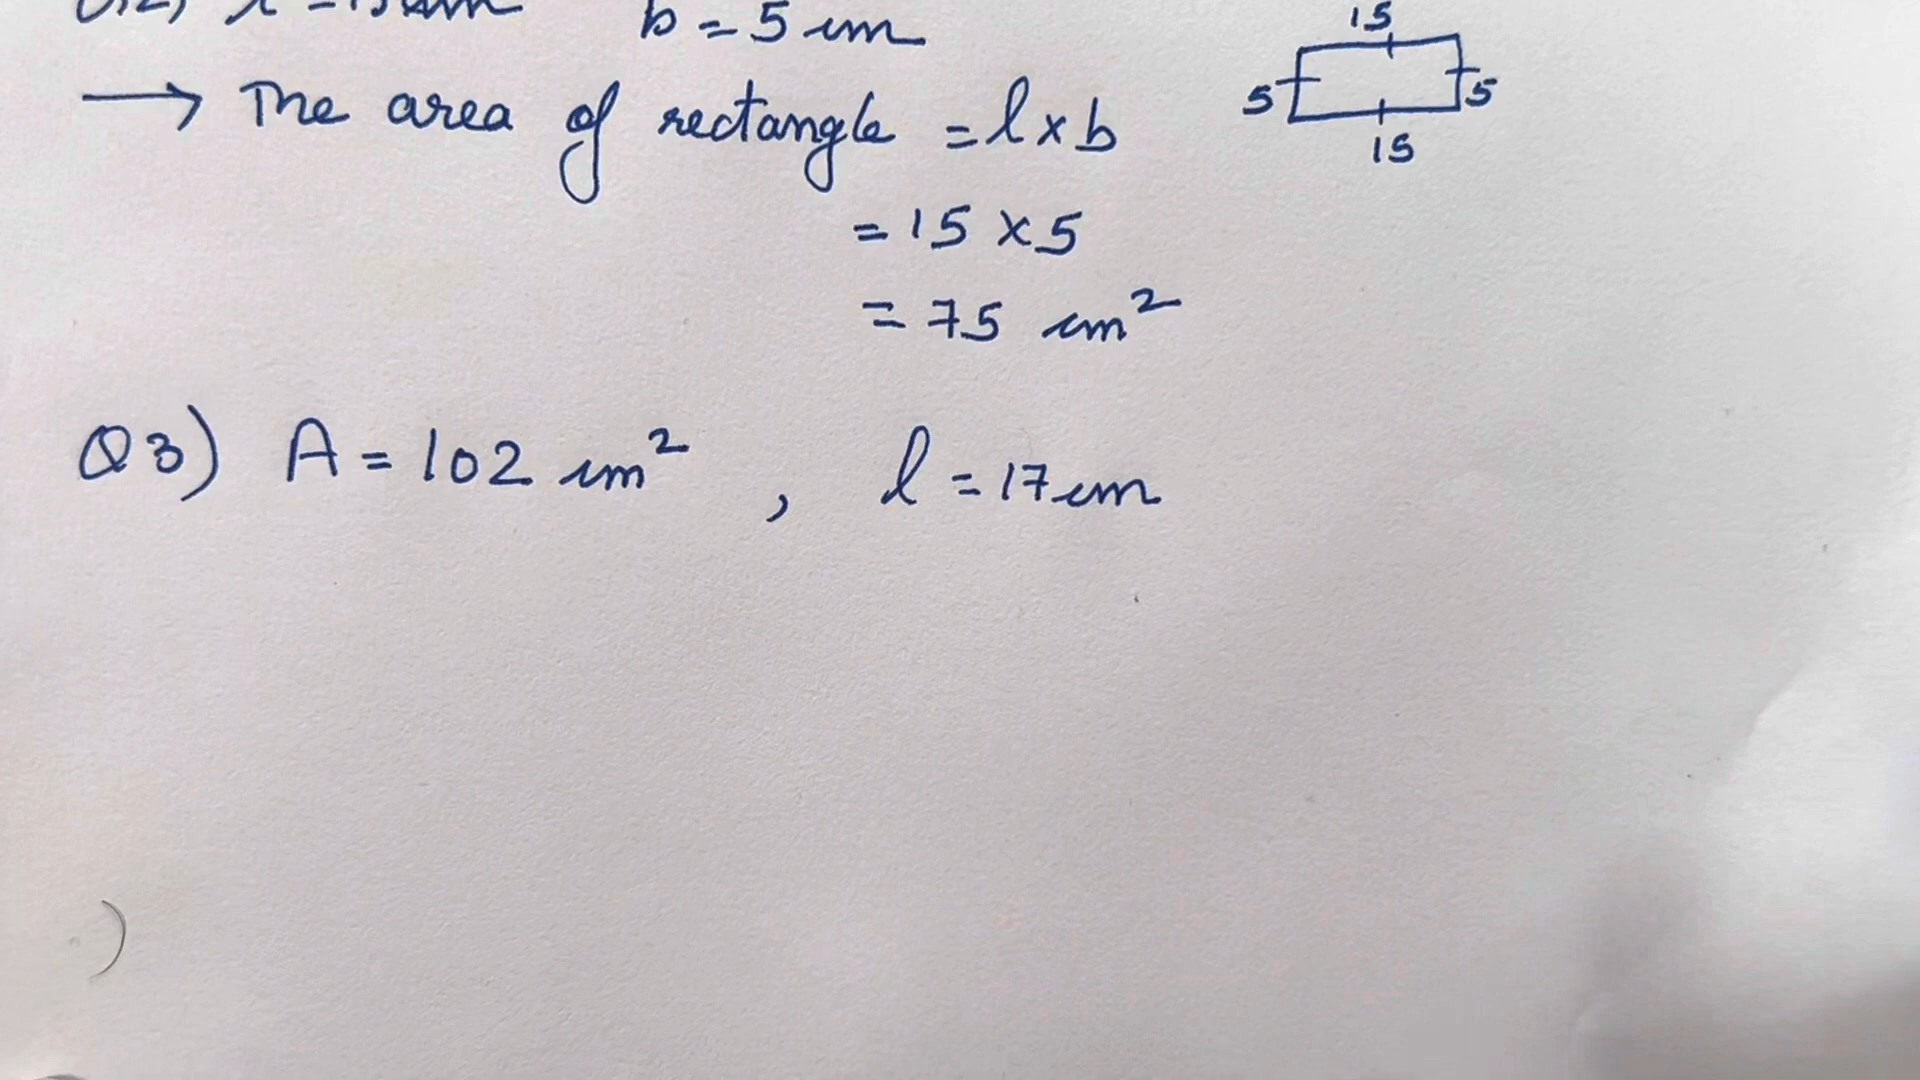 b = 5 cm
15
→ The area of rectangle = l × b
5 5
15
= 15 × 5
= 75 cm²
Q3) A = 102 cm² , l = 17 cm